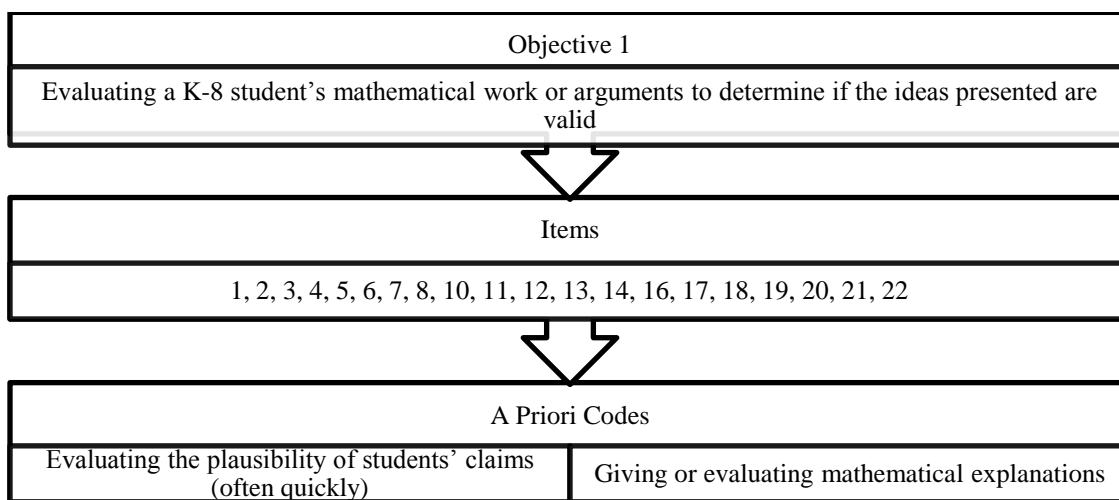 Objective 1
Evaluating a K-8 student’s mathematical work or arguments to determine if the ideas presented are
valid
Items
1, 2, 3, 4, 5, 6, 7, 8, 10, 11, 12, 13, 14, 16, 17, 18, 19, 20, 21, 22
A Priori Codes
Evaluating the plausibility of students’ claims
(often quickly)
Giving or evaluating mathematical explanations